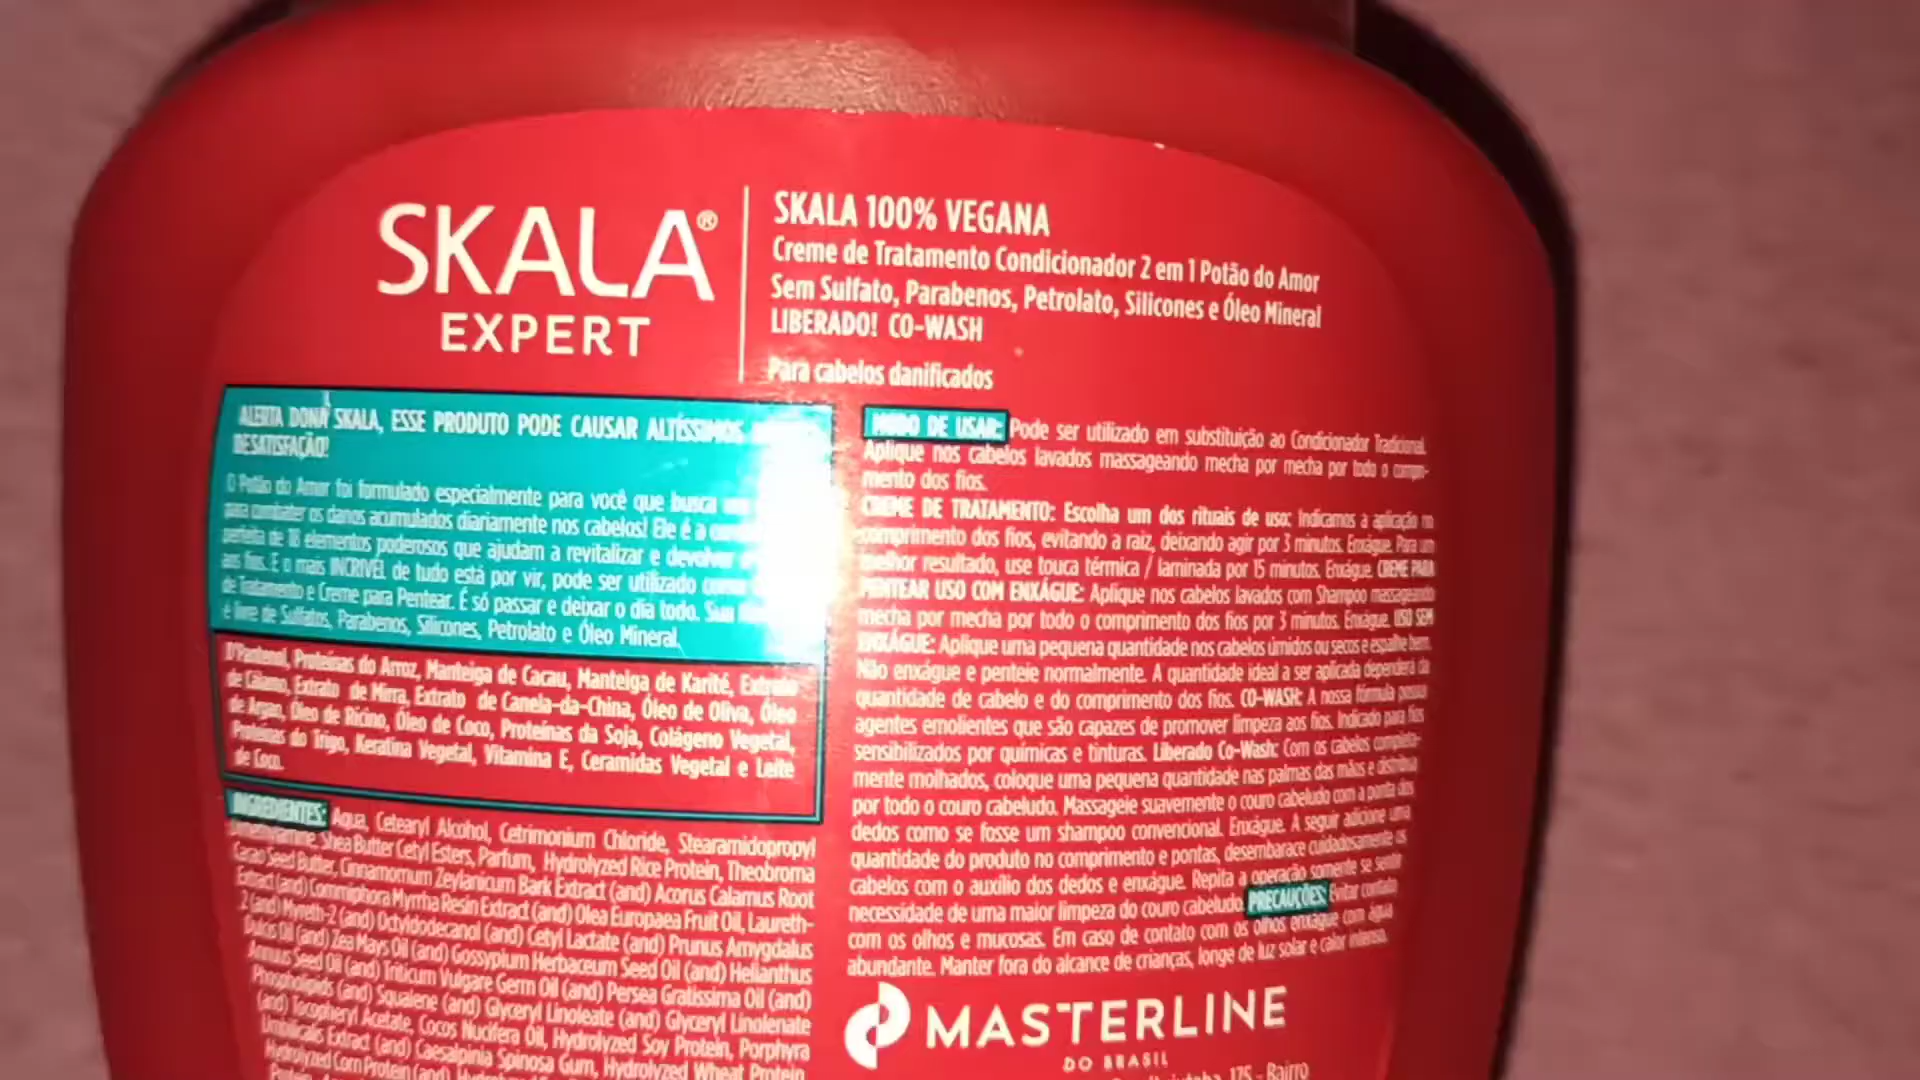 SKALA®
EXPERT
SKALA 100% VEGANA
Creme de Tratamento Condicionador 2 em 1 Potão do Amor
Sem Sulfato, Parabenos, Petrolato, Silicones e Óleo Mineral
LIBERADO! CO-WASH
Para cabelos danificados
ALERTA DONA SKALA, ESSE PRODUTO PODE CAUSAR ALTÍSSIMOS
DESATISFAÇÃO!
O Potão do Amor foi formulado especialmente para você que busca
para combater os danos acumulados diariamente nos cabelos! Ele é a
perfeita de 18 elementos poderosos que ajudam a revitalizar e devolver
aos fios. E o mais INCRIVEL de tudo está por vir, pode ser utilizado como
de Tratamento e Creme para Pentear. É só passar e deixar o dia todo. Sua
é livre de Sulfatos, Parabenos, Silicones, Petrolato e Óleo Mineral.
D'Pantenol, Proteínas do Arroz, Manteiga de Cacau, Manteiga de Karité, Extrato
de Cálamo, Extrato de Mirra, Extrato de Canela-da-China, Óleo de Oliva, Óleo
de Argan, Óleo de Rícino, Óleo de Coco, Proteínas da Soja, Colágeno Vegetal,
Proteínas do Trigo, Keratina Vegetal, Vitamina E, Ceramidas Vegetal e Leite
de Coco.
INGREDIENTES: Aqua, Cetearyl Alcohol, Cetrimonium Chloride, Stearamidopropyl
Dimethylamine, Shea Butter Cetyl Esters, Parfum, Hydrolyzed Rice Protein, Theobroma
Cacao Seed Butter, Cinnamomum Zeylanicum Bark Extract (and) Acorus Calamus Root
Extract (and) Commiphora Myrrha Resin Extract (and) Olea Europaea Fruit Oil, Laureth-
2 (and) Myreth-2 (and) Octyldodecanol (and) Cetyl Lactate (and) Prunus Amygdalus
Dulcis Oil (and) Zea Mays Oil (and) Gossypium Herbaceum Seed Oil (and) Helianthus
Annuus Seed Oil (and) Triticum Vulgare Germ Oil (and) Persea Gratissima Oil (and)
Phospholipids (and) Squalene (and) Glyceryl Linoleate (and) Glyceryl Linolenate
(and) Tocopheryl Acetate, Cocos Nucifera Oil, Hydrolyzed Soy Protein, Porphyra
Umbilicalis Extract (and) Caesalpinia Spinosa Gum, Hydrolyzed Wheat Protein,
Hydrolyzed Corn Protein (and)
MODO DE USAR: Pode ser utilizado em substituição ao Condicionador Tradicional.
Aplique nos cabelos lavados massageando mecha por mecha por todo o compri-
mento dos fios.
CREME DE TRATAMENTO: Escolha um dos rituais de uso: Indicamos a aplicação no
comprimento dos fios, evitando a raiz, deixando agir por 3 minutos. Enxágue. Para um
melhor resultado, use touca térmica / laminada por 15 minutos. Enxágue. CREME PARA
PENTEAR USO COM ENXÁGUE: Aplique nos cabelos lavados com Shampoo massageando
mecha por mecha por todo o comprimento dos fios por 3 minutos. Enxágue. USO SEM
ENXÁGUE: Aplique uma pequena quantidade nos cabelos úmidos ou secos e espalhe bem.
Não enxágue e penteie normalmente. A quantidade ideal a ser aplicada dependerá da
quantidade de cabelo e do comprimento dos fios. CO-WASH: A nossa fórmula possui
agentes emolientes que são capazes de promover limpeza aos fios. Indicado para fios
sensibilizados por químicas e tinturas. Liberado Co-Wash: Com os cabelos completa-
mente molhados, coloque uma pequena quantidade nas palmas das mãos e distribua
por todo o couro cabeludo. Massageie suavemente o couro cabeludo com a ponta dos
dedos como se fosse um shampoo convencional. Enxágue. A seguir adicione uma
quantidade do produto no comprimento e pontas, desembarace cuidadosamente os
cabelos com o auxílio dos dedos e enxágue. Repita a operação somente se sentir
necessidade de uma maior limpeza do couro cabeludo. PRECAUÇÕES: Evitar contato
com os olhos e mucosas. Em caso de contato com os olhos enxágue com água
abundante. Manter fora do alcance de crianças, longe de luz solar e calor intenso.
MASTERLINE
DO BRASIL
175 - Bairro